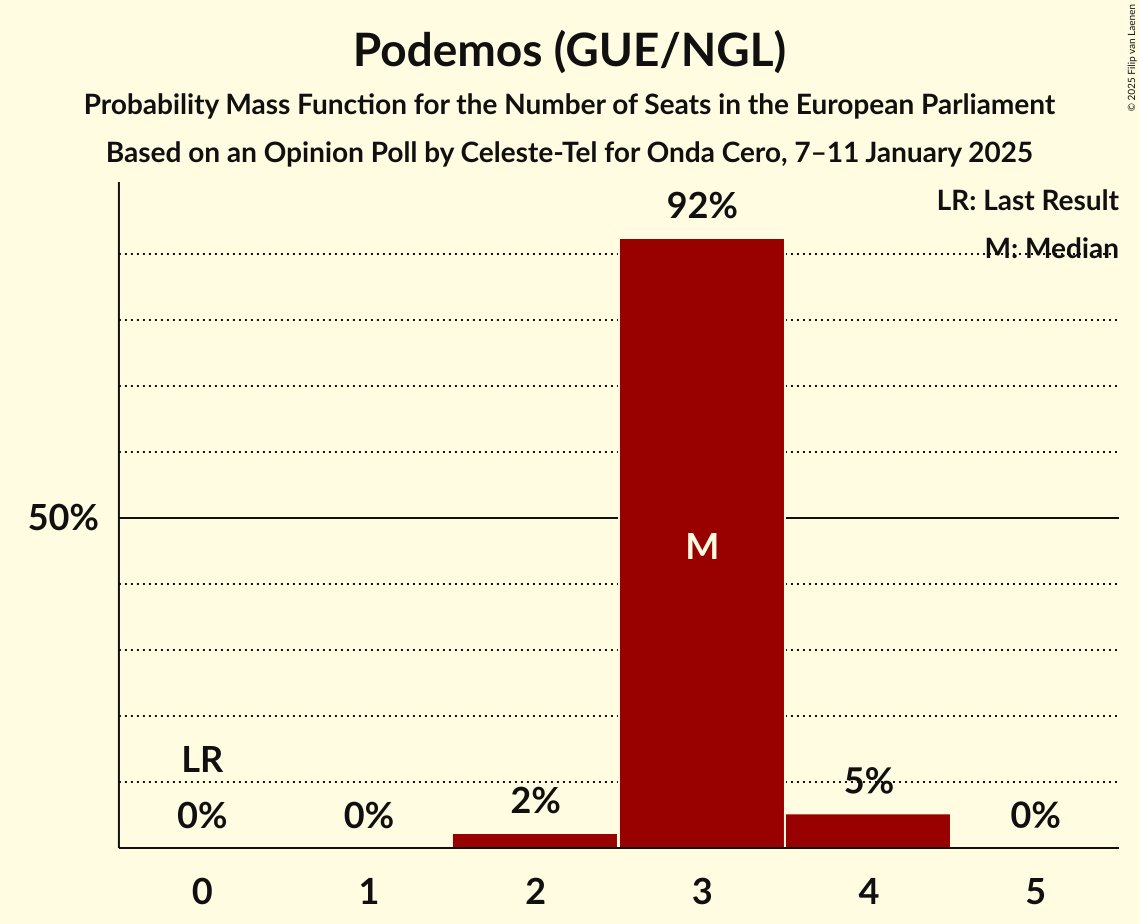 Podemos (GUE/NGL)
Probability Mass Function for the Number of Seats in the European Parliament
Based on an Opinion Poll by Celeste-Tel for Onda Cero, 7–11 January 2025
© 2025 Filip van Laenen
LR: Last Result
M: Median
92%
50%
M
LR
0%
0%
2%
5%
0%
0
1
2
3
4
5